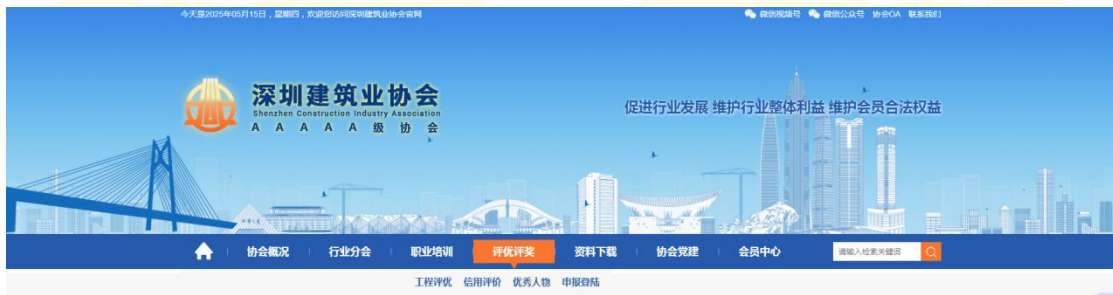 今天是2025年05月15日，星期四，欢迎您访问深圳建筑业协会官网
微信视频号 微信公众号 协会OA 联系我们
深圳建筑业协会
Shenzhen Construction Industry Association
AAAAA级协会
促进行业发展 维护行业整体利益 维护会员合法权益
协会概况 行业分会 职业培训 评优评奖 资料下载 协会党建 会员中心 请输入检索关键词
工程评优 信用评价 优秀人物 申报登陆